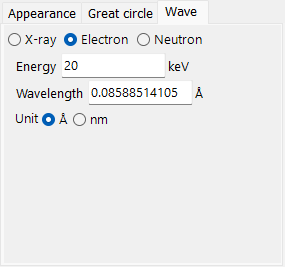 Appearance Great circle Wave
X-ray Electron Neutron
Energy 20 keV
Wavelength 0.08588514105 Å
Unit Å nm